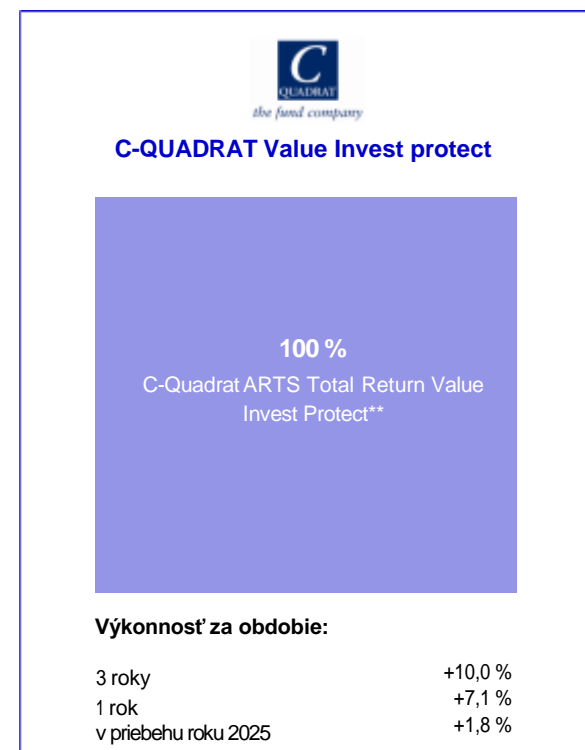 C
QUADRAT
the fund company
C-QUADRAT Value Invest protect
100 %
C-Quadrat ARTS Total Return Value
Invest Protect**
Výkonnosť za obdobie:
3 roky +10,0 %
1 rok +7,1 %
v priebehu roku 2025 +1,8 %